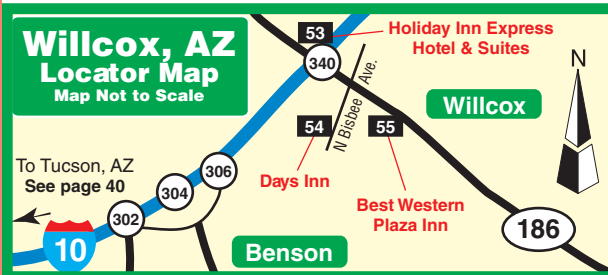 Willcox, AZ
Locator Map
Map Not to Scale
53
Holiday Inn Express
Hotel & Suites
340
N Bisbee Ave.
N
Willcox
54
55
Days Inn
Best Western
Plaza Inn
To Tucson, AZ
See page 40
306
304
302
10
Benson
186